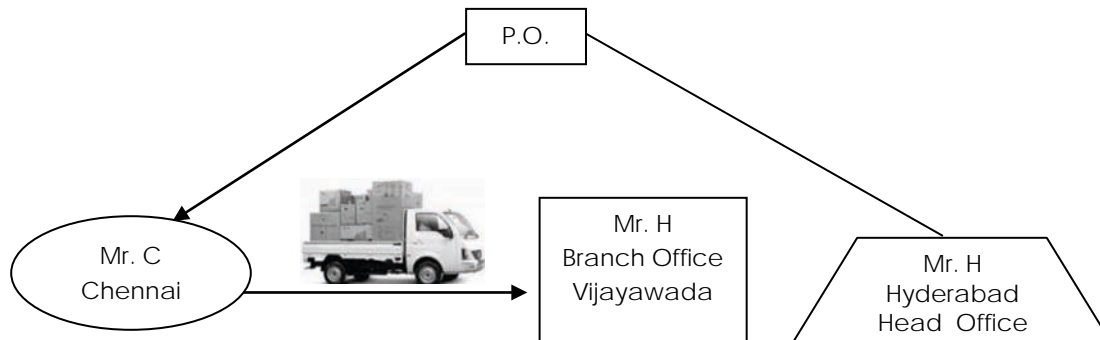 P.O.
Mr. C
Chennai
Mr. H
Branch Office
Vijayawada
Mr. H
Hyderabad
Head Office